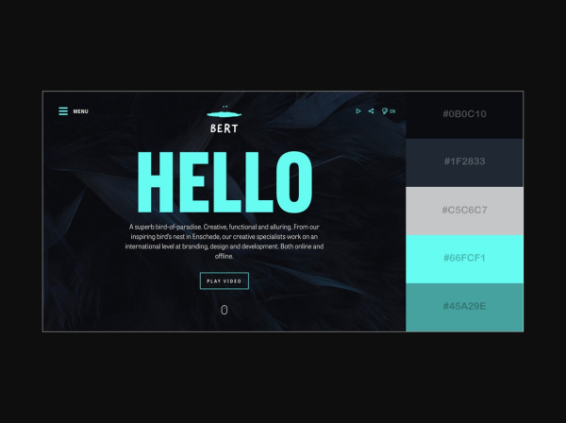 MENU
EN
BERT
HELLO
A superb bird-of-paradise. Creative, functional and alluring. From our
inspiring bird's nest in Enschede, our creative specialists work on an
international level at branding, design and development. Both online and
offline.
PLAY VIDEO
#0B0C10
#1F2833
#C5C6C7
#66FCF1
#45A29E